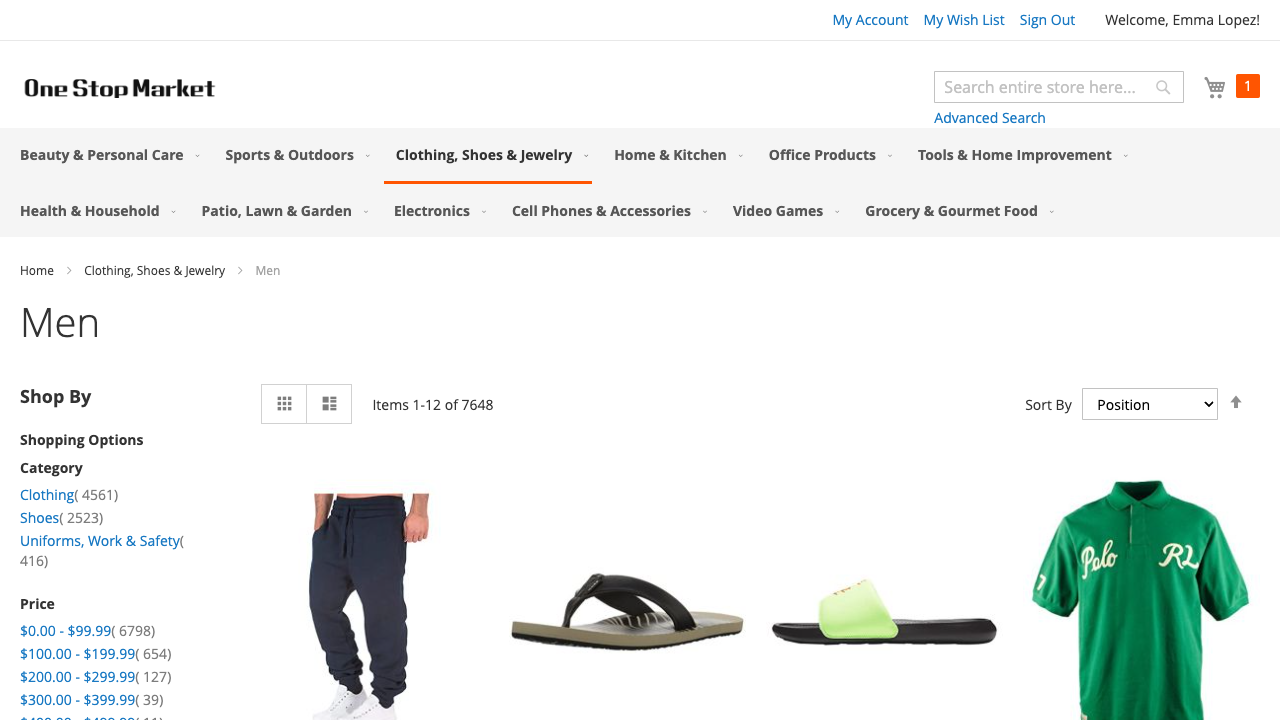 My Account My Wish List Sign Out Welcome, Emma Lopez!
One Stop Market
Search entire store here...
1
Advanced Search
Beauty & Personal Care Sports & Outdoors Clothing, Shoes & Jewelry Home & Kitchen Office Products Tools & Home Improvement
Health & Household Patio, Lawn & Garden Electronics Cell Phones & Accessories Video Games Grocery & Gourmet Food
Home Clothing, Shoes & Jewelry Men
Men
Shop By
Items 1-12 of 7648
Sort By Position
Shopping Options
Category
Clothing( 4561)
Shoes( 2523)
Uniforms, Work & Safety(
416)
Price
$0.00 - $99.99( 6798)
$100.00 - $199.99( 654)
$200.00 - $299.99( 127)
$300.00 - $399.99( 39)
$400.00 - $499.99( 11)
Polo RL
7